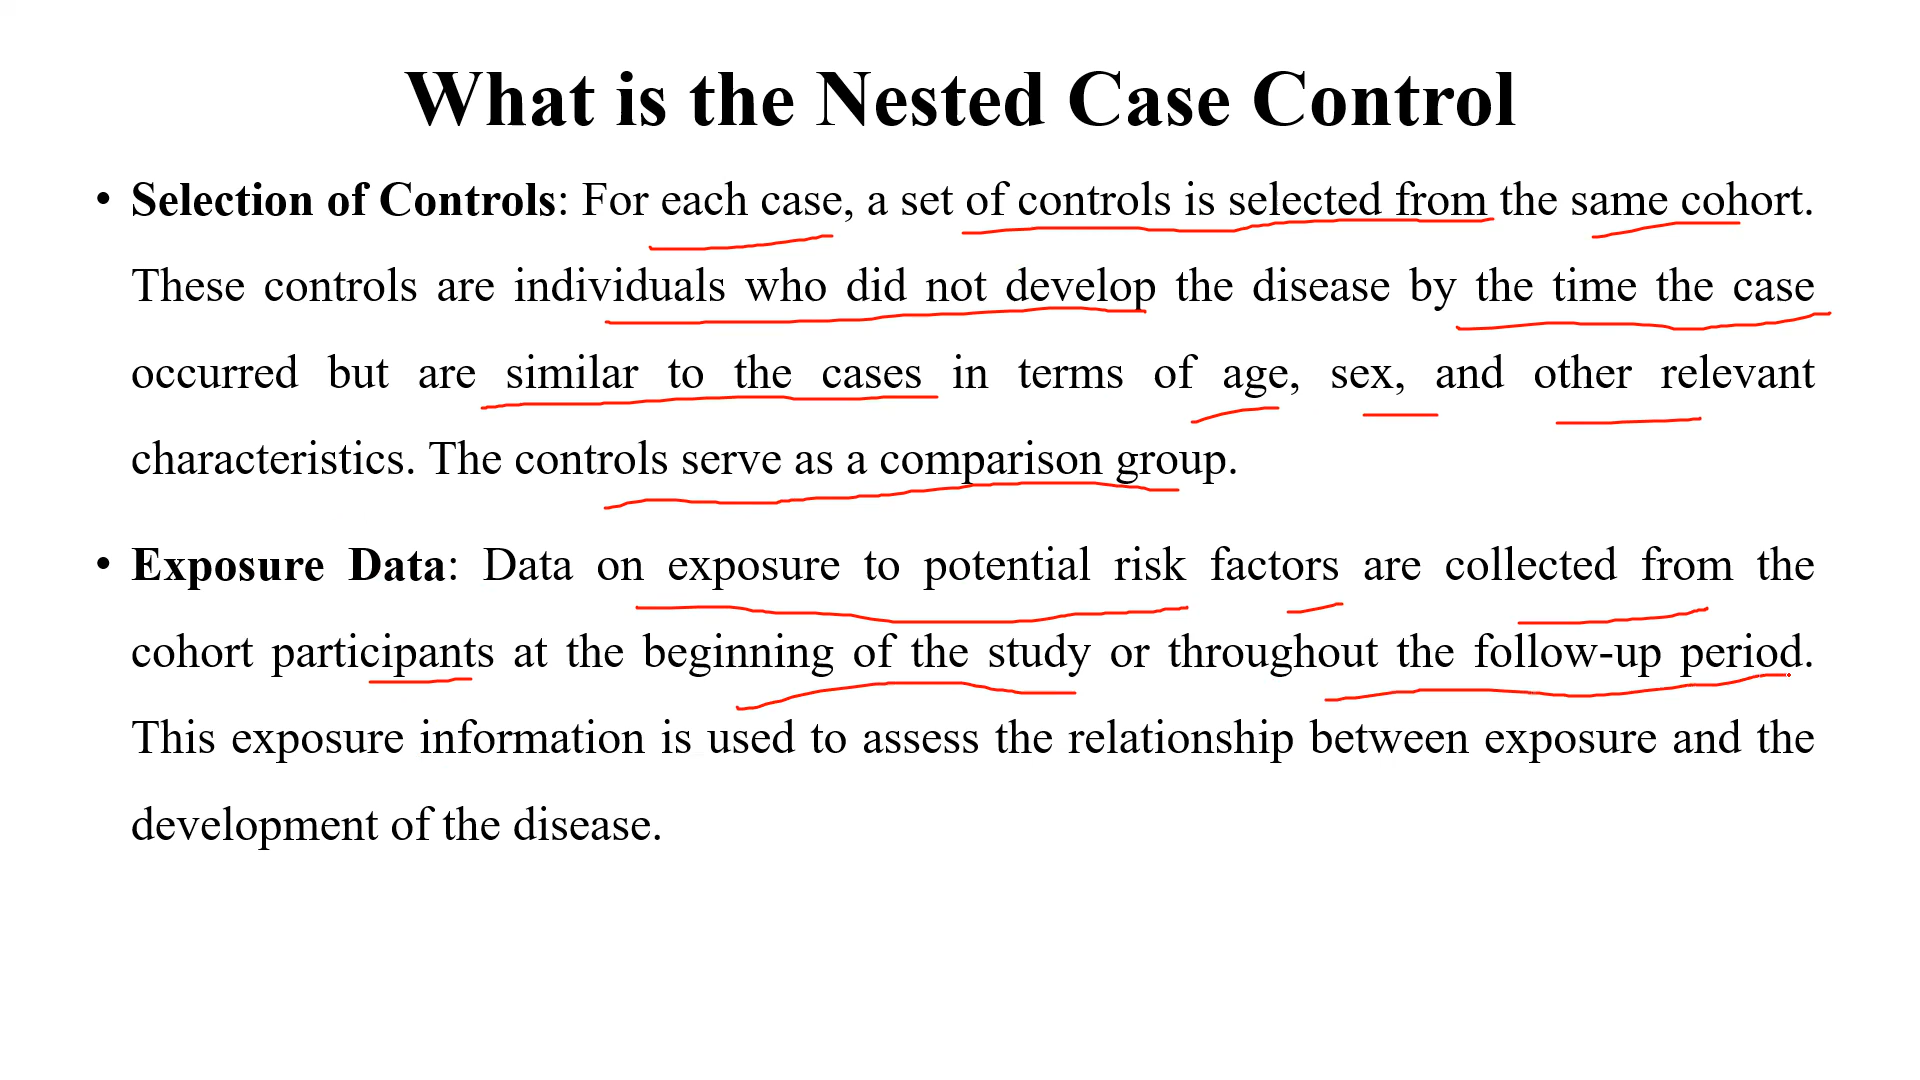 What is the Nested Case Control
• Selection of Controls: For each case, a set of controls is selected from the same cohort.
These controls are individuals who did not develop the disease by the time the case
occurred but are similar to the cases in terms of age, sex, and other relevant
characteristics. The controls serve as a comparison group.
• Exposure Data: Data on exposure to potential risk factors are collected from the
cohort participants at the beginning of the study or throughout the follow-up period.
This exposure information is used to assess the relationship between exposure and the
development of the disease.